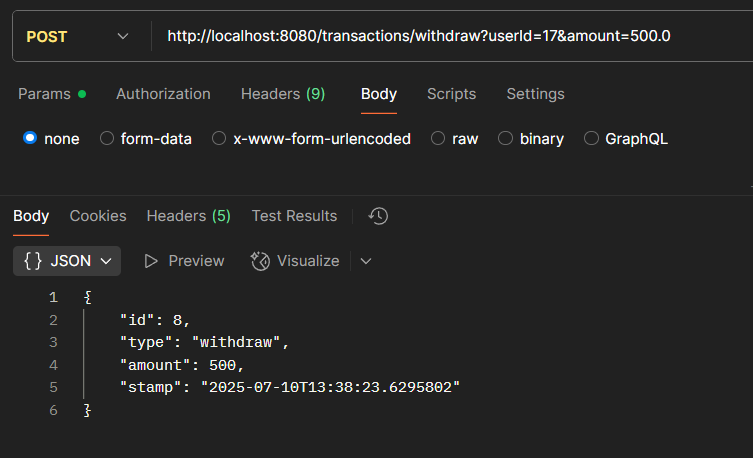 POST http://localhost:8080/transactions/withdraw?userId=17&amount=500.0
Params Authorization Headers (9) Body Scripts Settings
none form-data x-www-form-urlencoded raw binary GraphQL
Body Cookies Headers (5) Test Results
{} JSON Preview Visualize
1 {
2 "id": 8,
3 "type": "withdraw",
4 "amount": 500,
5 "stamp": "2025-07-10T13:38:23.6295802"
6 }